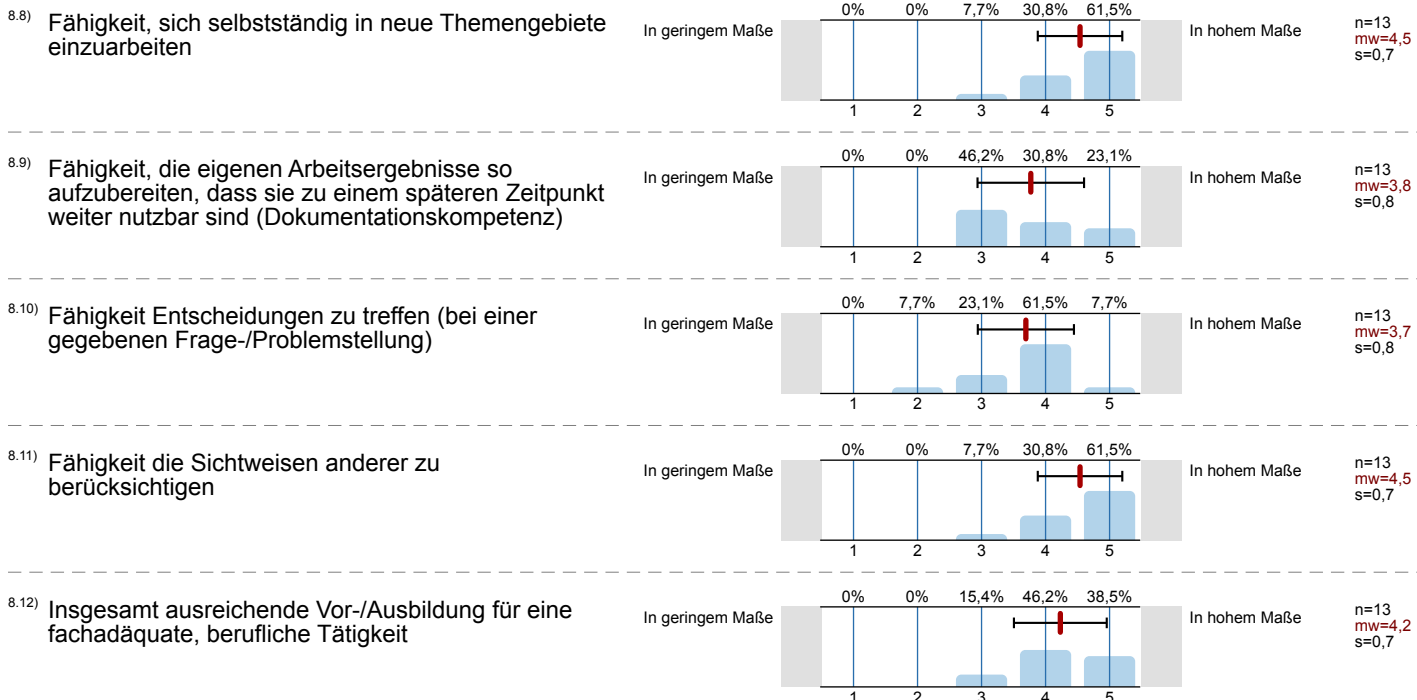 8.8) Fähigkeit, sich selbstständig in neue Themengebiete
einzuarbeiten
In geringem Maße
0% 0% 7,7% 30,8% 61,5%
1 2 3 4 5
In hohem Maße
n=13
mw=4,5
s=0,7
8.9) Fähigkeit, die eigenen Arbeitsergebnisse so
aufzubereiten, dass sie zu einem späteren Zeitpunkt
weiter nutzbar sind (Dokumentationskompetenz)
In geringem Maße
0% 0% 46,2% 30,8% 23,1%
1 2 3 4 5
In hohem Maße
n=13
mw=3,8
s=0,8
8.10) Fähigkeit Entscheidungen zu treffen (bei einer
gegebenen Frage-/Problemstellung)
In geringem Maße
0% 7,7% 23,1% 61,5% 7,7%
1 2 3 4 5
In hohem Maße
n=13
mw=3,7
s=0,8
8.11) Fähigkeit die Sichtweisen anderer zu
berücksichtigen
In geringem Maße
0% 0% 7,7% 30,8% 61,5%
1 2 3 4 5
In hohem Maße
n=13
mw=4,5
s=0,7
8.12) Insgesamt ausreichende Vor-/Ausbildung für eine
fachadäquate, berufliche Tätigkeit
In geringem Maße
0% 0% 15,4% 46,2% 38,5%
1 2 3 4 5
In hohem Maße
n=13
mw=4,2
s=0,7